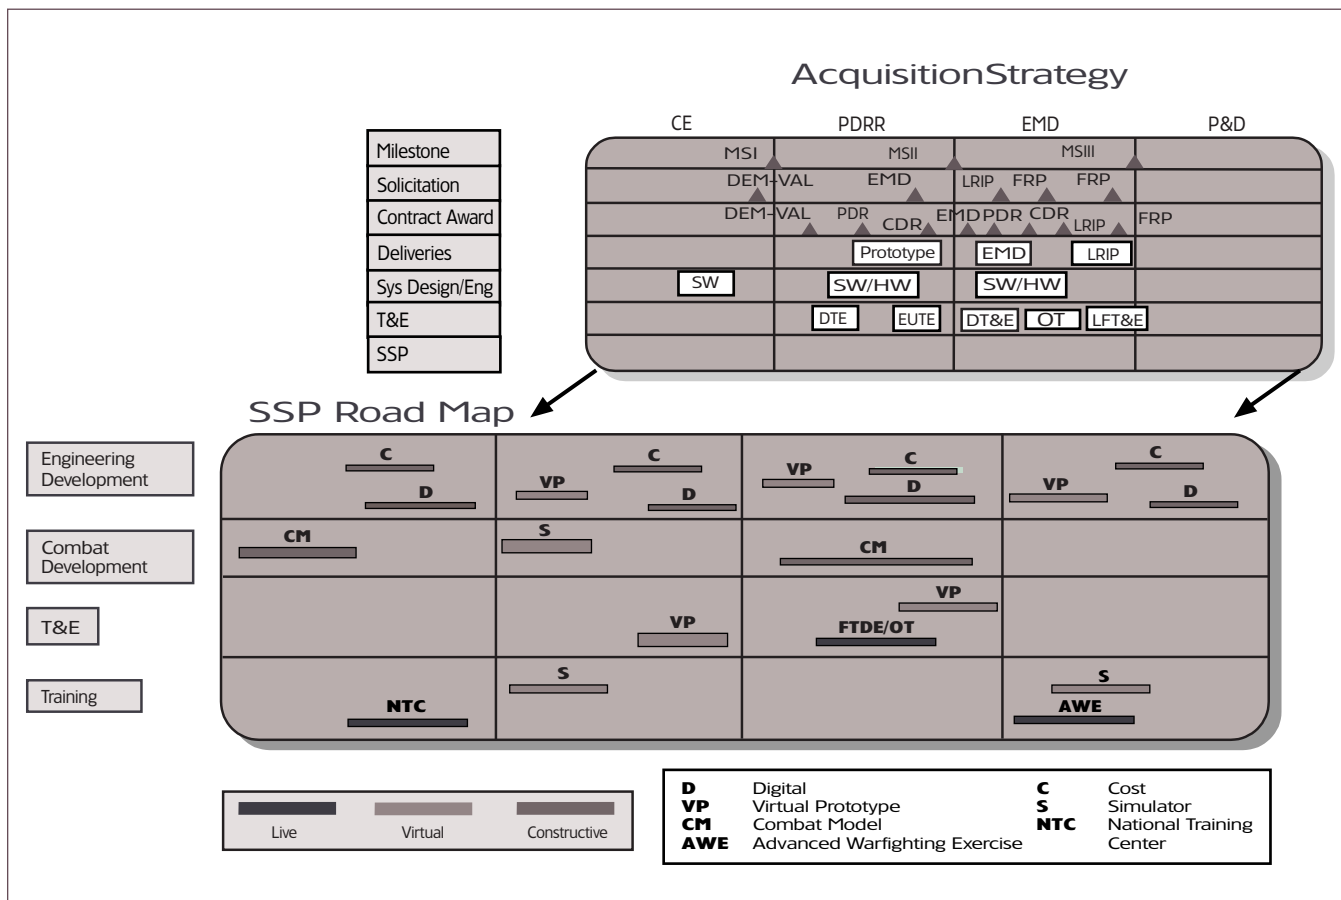 AcquisitionStrategy
CE PDRR EMD P&D
Milestone MSI MSII MSIII
Solicitation DEM-VAL EMD LRIP FRP FRP
Contract Award DEM-VAL PDR CDR EMD PDR CDR LRIP FRP
Deliveries Prototype EMD LRIP
Sys Design/Eng SW SW/HW SW/HW
T&E DTE EUTE DT&E OT LFT&E
SSP
SSP Road Map
Engineering
Development
C C VP C C
D VP D D VP D
Combat
Development
CM S CM
T&E
VP
VP FTDE/OT
Training
S S
NTC AWE
Live Virtual Constructive
D Digital C Cost
VP Virtual Prototype S Simulator
CM Combat Model NTC National Training
AWE Advanced Warfighting Exercise Center